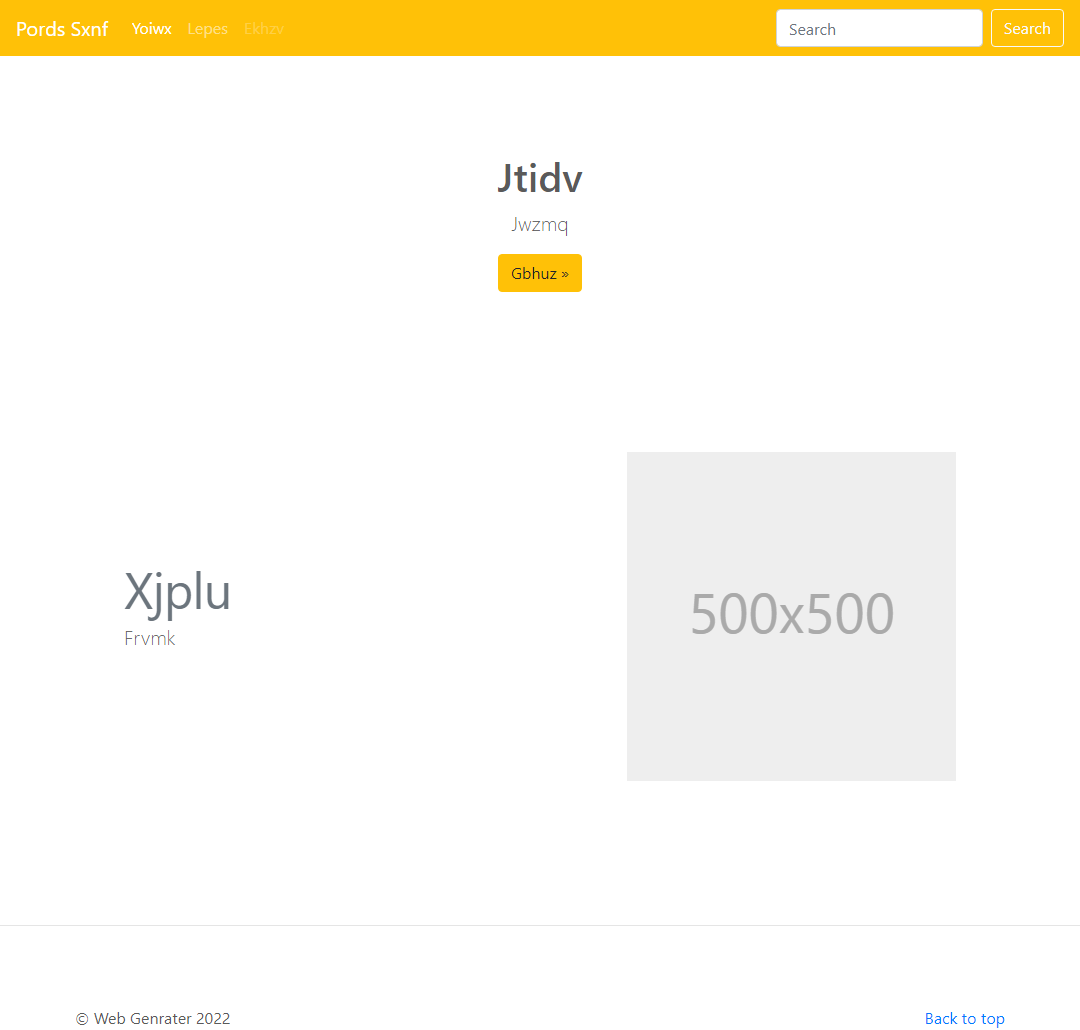 Pords Sxnf Yoiwx Lepes Ekhzv Search Search
Jtidv
Jwzmq
Gbhuz »
Xjplu
Frvmk
500x500
© Web Genrater 2022 Back to top